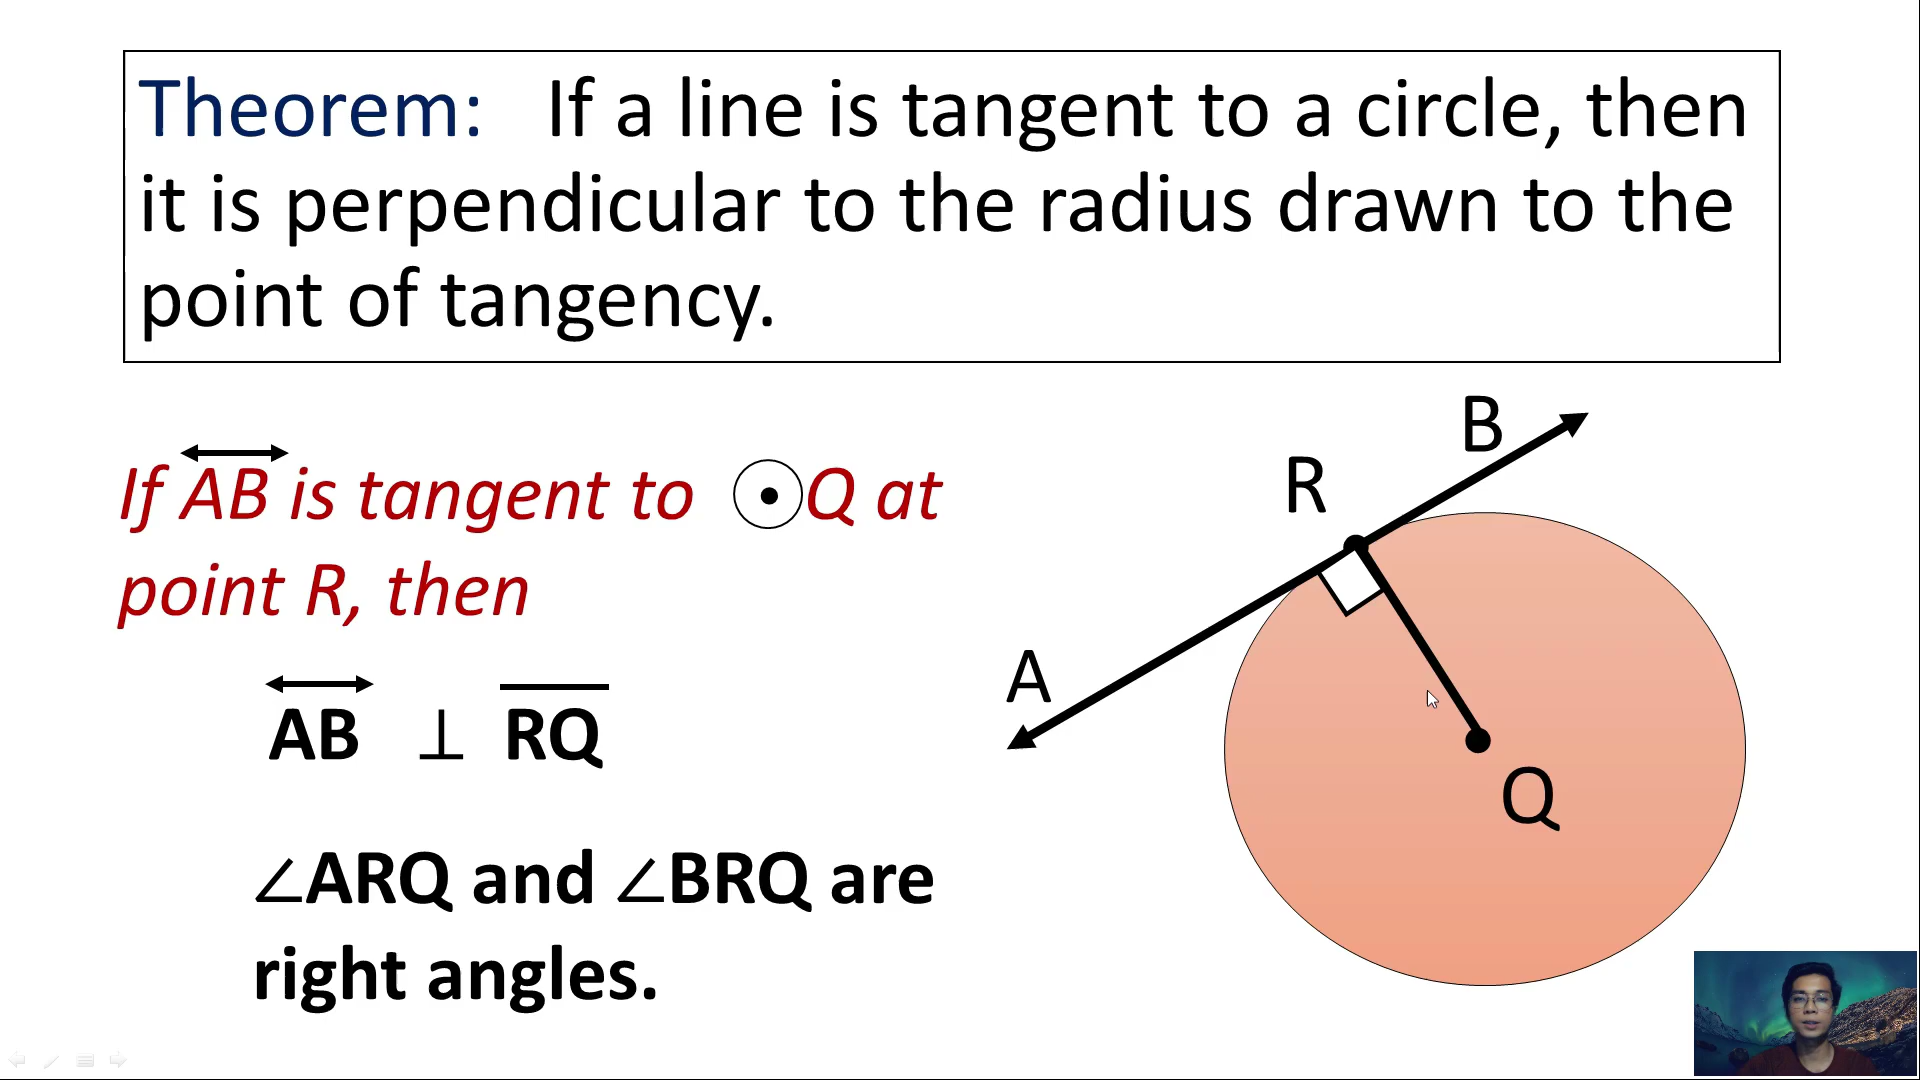 Theorem: If a line is tangent to a circle, then
it is perpendicular to the radius drawn to the
point of tangency.
If AB is tangent to ⊙Q at
point R, then
AB ⊥ RQ
∠ARQ and ∠BRQ are
right angles.
B
R
A
Q